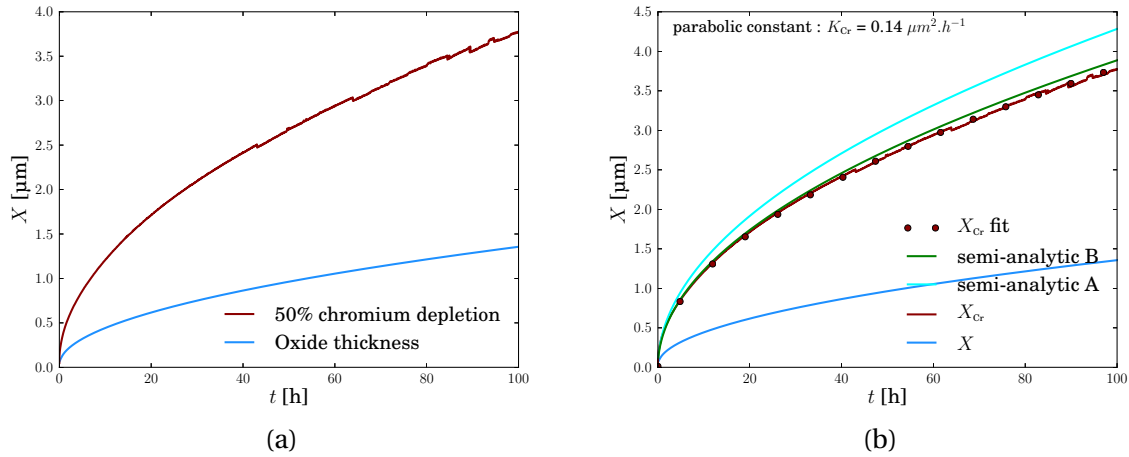 4.0
3.5
3.0
2.5
2.0
1.5
1.0
0.5
0.0
X [µm]
50% chromium depletion
Oxide thickness
0 20 40 60 80 100
t [h]
(a)
parabolic constant : K_Cr = 0.14 µm².h⁻¹
4.5
4.0
3.5
3.0
2.5
2.0
1.5
1.0
0.5
0.0
X [µm]
X_Cr fit
semi-analytic B
semi-analytic A
X_Cr
X
0 20 40 60 80 100
t [h]
(b)